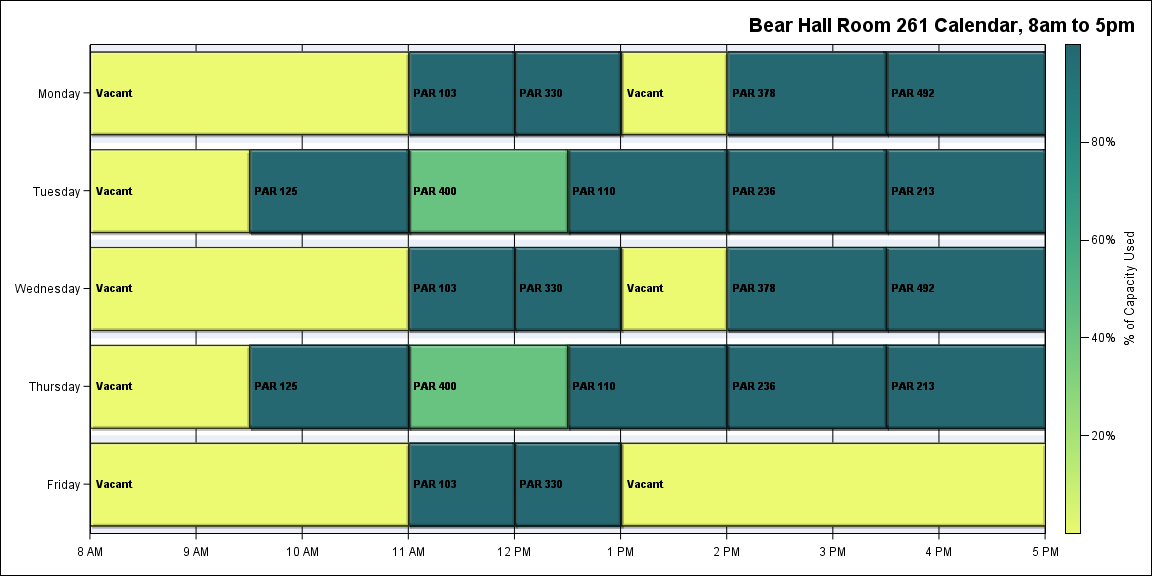 Bear Hall Room 261 Calendar, 8am to 5pm
Monday
Vacant
PAR 103
PAR 330
Vacant
PAR 378
PAR 492
Tuesday
Vacant
PAR 125
PAR 400
PAR 110
PAR 236
PAR 213
Wednesday
Vacant
PAR 103
PAR 330
Vacant
PAR 378
PAR 492
Thursday
Vacant
PAR 125
PAR 400
PAR 110
PAR 236
PAR 213
Friday
Vacant
PAR 103
PAR 330
Vacant
8 AM
9 AM
10 AM
11 AM
12 PM
1 PM
2 PM
3 PM
4 PM
5 PM
80%
60%
40%
20%
% of Capacity Used